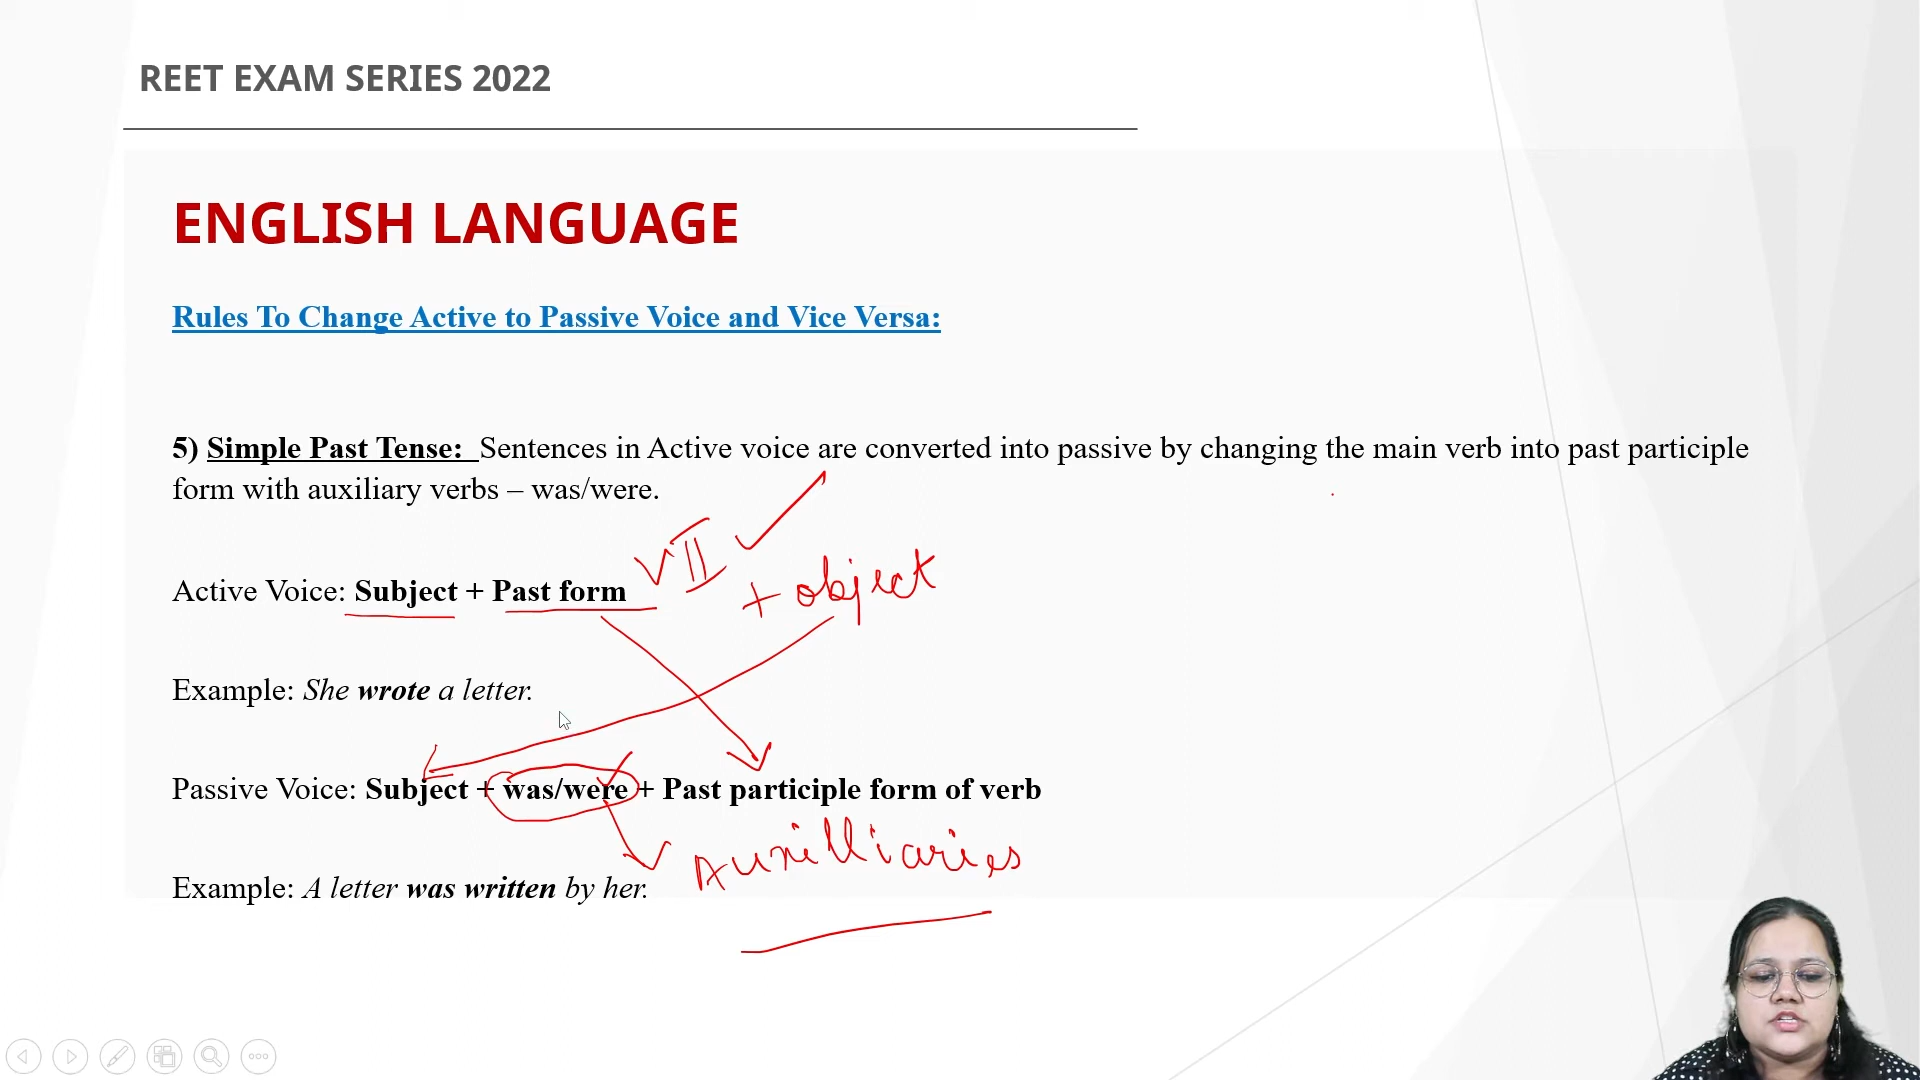 REET EXAM SERIES 2022
ENGLISH LANGUAGE
Rules To Change Active to Passive Voice and Vice Versa:
5) Simple Past Tense: Sentences in Active voice are converted into passive by changing the main verb into past participle
form with auxiliary verbs – was/were.
VII
Active Voice: Subject + Past form + object
Example: She wrote a letter.
Passive Voice: Subject + was/were + Past participle form of verb
Auxilliaries
Example: A letter was written by her.